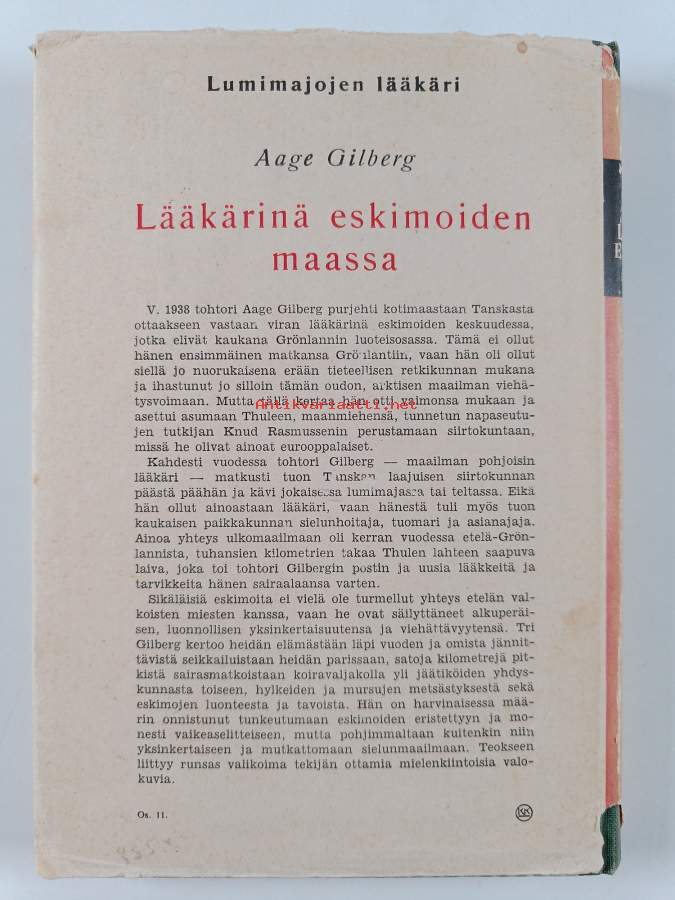 Lumimajojen lääkäri
Aage Gilberg
Lääkärinä eskimoiden
maassa
V. 1938 tohtori Aage Gilberg purjehti kotimaastaan Tanskasta
ottaakseen vastaan viran lääkärinä eskimoiden keskuudessa,
jotka elivät kaukana Grönlannin luoteisosassa. Tämä ei ollut
hänen ensimmäinen matkansa Grönlantiin, vaan hän oli ollut
siellä jo nuorukaisena erään tieteellisen retkikunnan mukana
ja ihastunut jo silloin tämän oudon, arktisen maailman viehä-
tysvoimaan. Mutta tällä kertaa hän otti vaimonsa mukaan ja
Antikvariaatti.net
asettui asumaan Thuleen, maanmiehensä, tunnetun napaseutu-
jen tutkijan Knud Rasmussenin perustamaan siirtokuntaan,
missä he olivat ainoat eurooppalaiset.
Kahdesti vuodessa tohtori Gilberg — maailman pohjoisin
lääkäri — matkusti tuon Tanskan laajuisen siirtokunnan
päästä päähän ja kävi jokaisessa lumimajassa tai teltassa. Eikä
hän ollut ainoastaan lääkäri, vaan hänestä tuli myös tuon
kaukaisen paikkakunnan sielunhoitaja, tuomari ja asianajaja.
Ainoa yhteys ulkomaailmaan oli kerran vuodessa etelä-Grön-
lannista, tuhansien kilometrien takaa Thulen lahteen saapuva
laiva, joka toi tohtori Gilbergin postin ja uusia lääkkeitä ja
tarvikkeita hänen sairaalaansa varten.
Sikäläisiä eskimoita ei vielä ole turmellut yhteys etelän val-
koisten miesten kanssa, vaan he ovat säilyttäneet alkuperäi-
sen, luonnollisen yksinkertaisuutensa ja viehättävyytensä. Tri
Gilberg kertoo heidän elämästään läpi vuoden ja omista jännit-
tävistä seikkailuistaan heidän parissaan, satoja kilometrejä pit-
kistä sairasmatkoistaan koiravaljakolla yli jäätiköiden yhdys-
kunnasta toiseen, hylkeiden ja mursujen metsästyksestä sekä
eskimojen luonteesta ja tavoista. Hän on harvinaisessa mää-
rin onnistunut tunkeutumaan eskimoiden eristettyyn ja mo-
nesti vaikeaselitteiseen, mutta pohjimmaltaan kuitenkin niin
yksinkertaiseen ja mutkattomaan sielunmaailmaan. Teokseen
liittyy runsas valikoima tekijän ottamia mielenkiintoisia valo-
kuvia.
Os. 11.